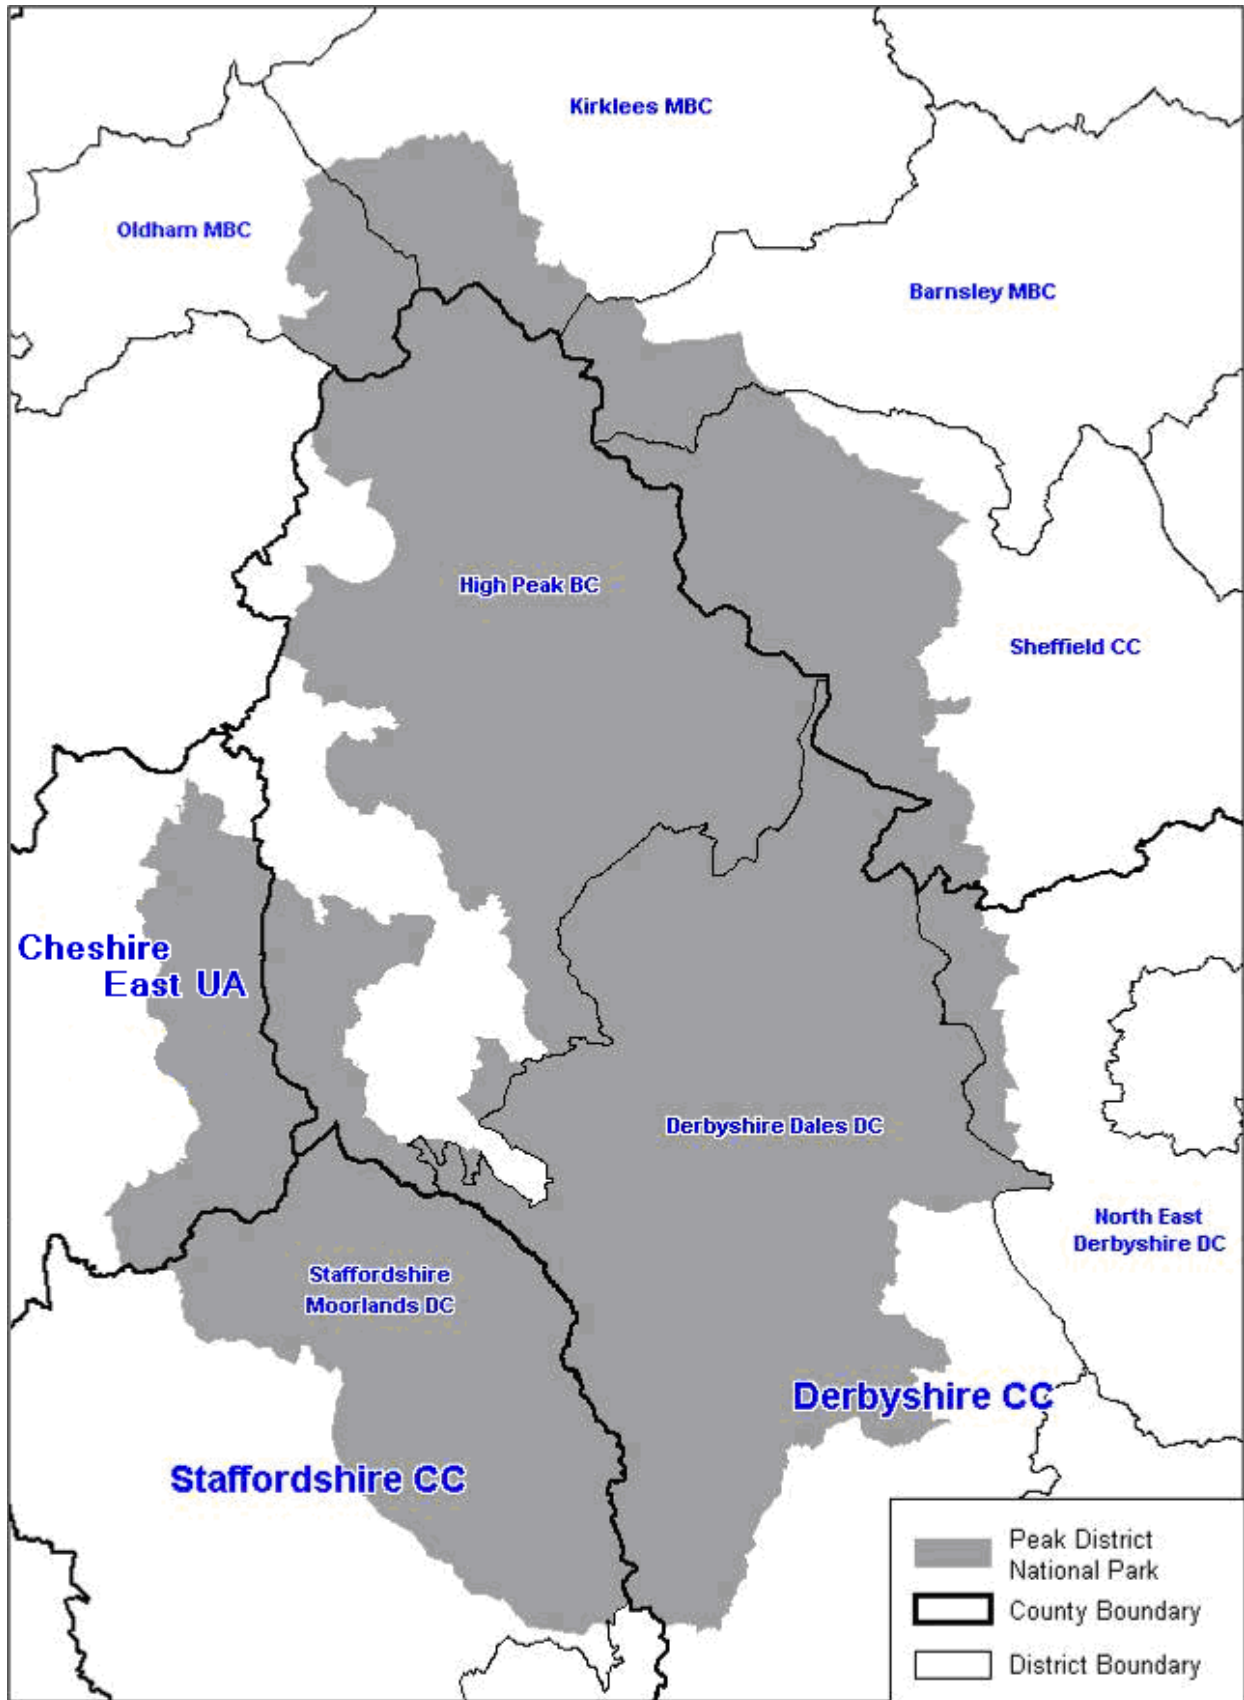 Kirklees MBC
Oldham MBC
Barnsley MBC
High Peak BC
Sheffield CC
Cheshire
East UA
Derbyshire Dales DC
North East
Derbyshire DC
Staffordshire
Moorlands DC
Derbyshire CC
Staffordshire CC
Peak District
National Park
County Boundary
District Boundary